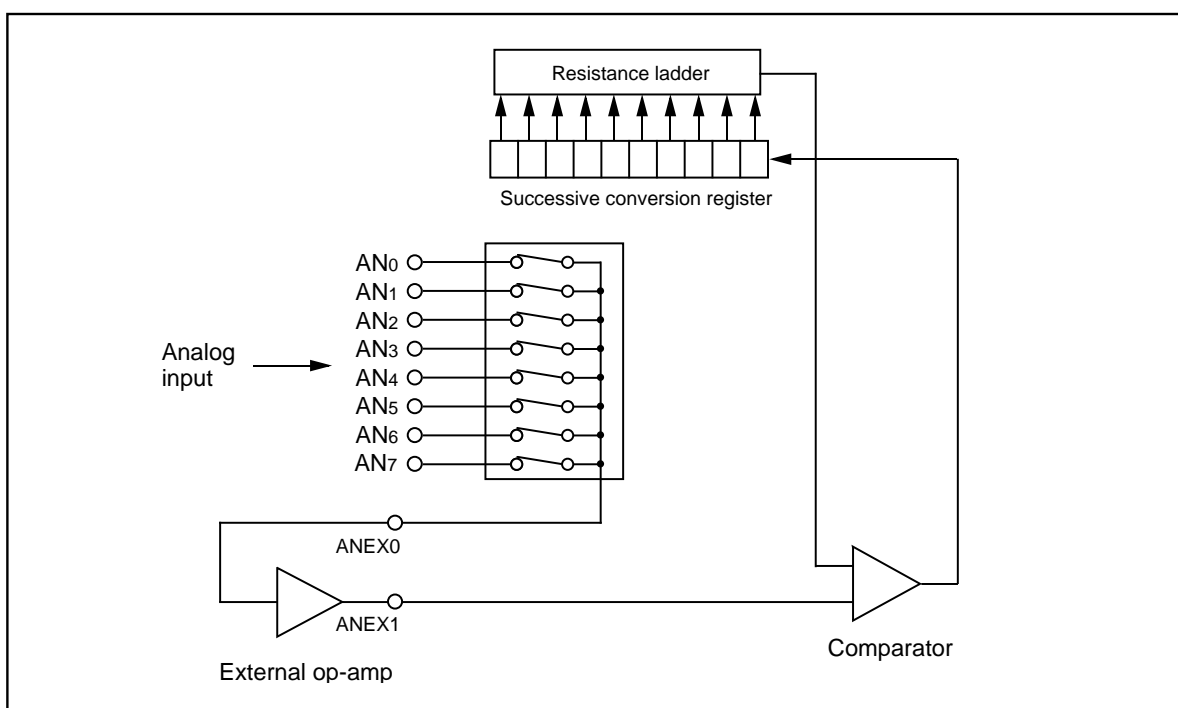 Resistance ladder
Successive conversion register
AN0
AN1
AN2
AN3
AN4
AN5
AN6
AN7
Analog
input
ANEX0
ANEX1
External op-amp
Comparator